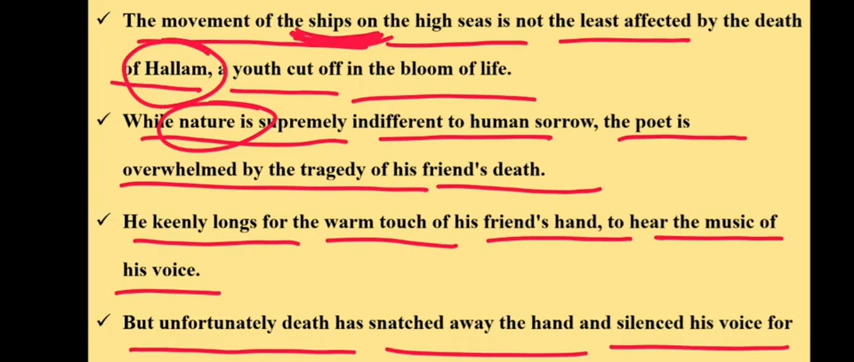 ✓ The movement of the ships on the high seas is not the least affected by the death
of Hallam, a youth cut off in the bloom of life.
✓ While nature is supremely indifferent to human sorrow, the poet is
overwhelmed by the tragedy of his friend's death.
✓ He keenly longs for the warm touch of his friend's hand, to hear the music of
his voice.
✓ But unfortunately death has snatched away the hand and silenced his voice for